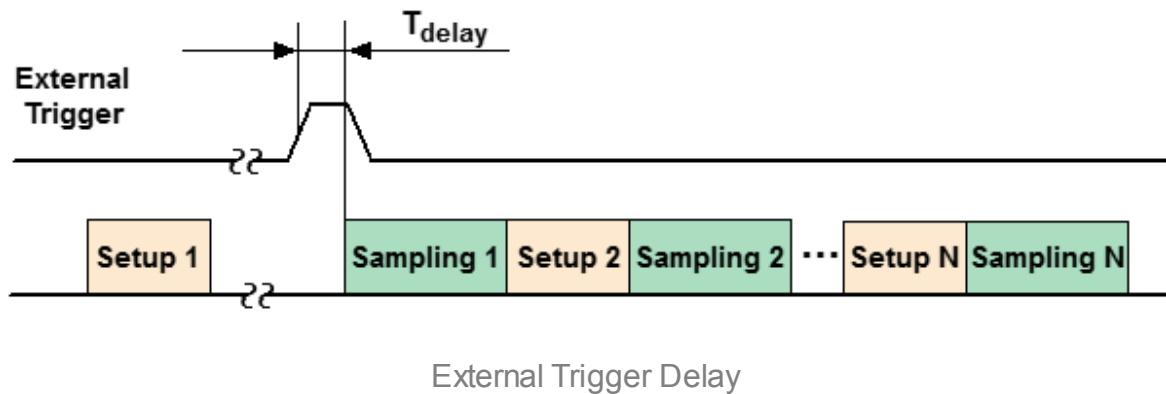 Tdelay
External
Trigger
Setup 1
Sampling 1 Setup 2 Sampling 2 ... Setup N Sampling N
External Trigger Delay